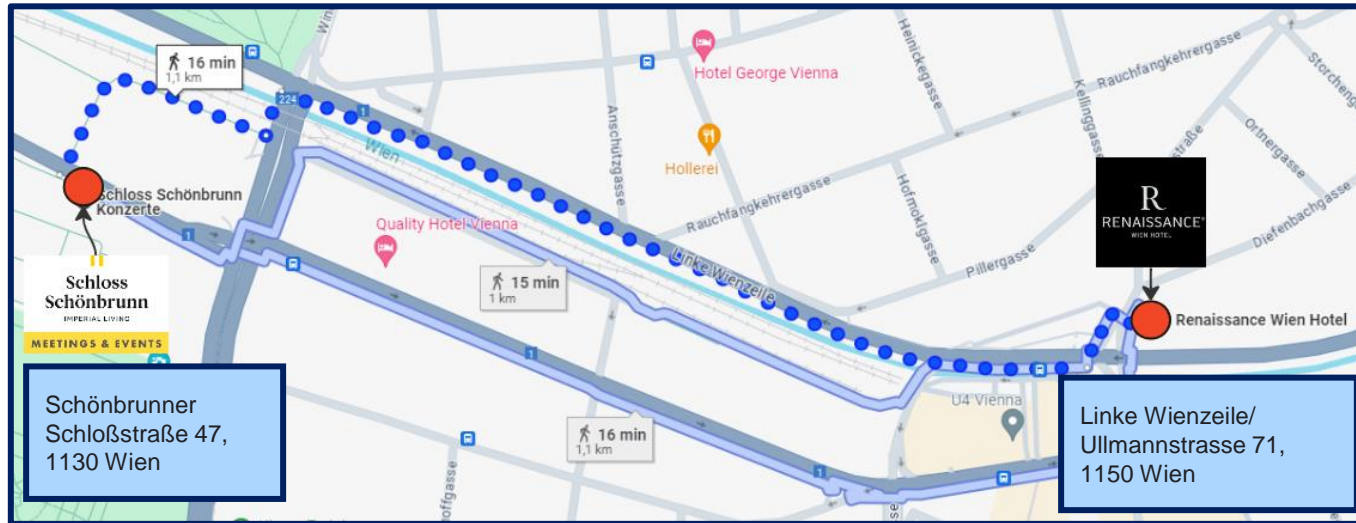 16 min
1,1 km
224
1
Wien
Hotel George Vienna
Hollerei
Heinickegasse
Kellinggasse
Rauchfangkehrergasse
Ortnergasse
Anschützgasse
Rauchfangkehrergasse
Hofmoklgasse
Pillergasse
Diefenbachgasse
R
RENAISSANCE®
WIEN HOTEL
Schloss Schönbrunn
Konzerte
Quality Hotel Vienna
1
15 min
1 km
Linke Wienzeile
Renaissance Wien Hotel
Schloss
Schönbrunn
IMPERIAL LIVING
MEETINGS & EVENTS
1
16 min
1,1 km
U4 Vienna
1
Schönbrunner
Schloßstraße 47,
1130 Wien
Linke Wienzeile/
Ullmannstrasse 71,
1150 Wien